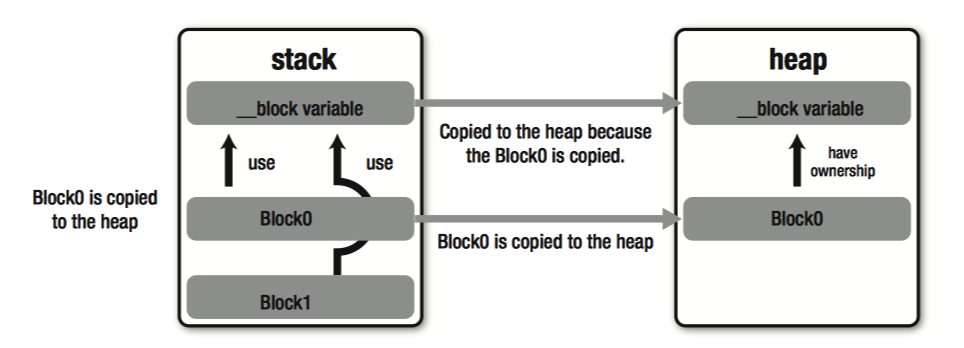 stack
heap
__block variable
__block variable
Copied to the heap because
the Block0 is copied.
use
use
have
ownership
Block0 is copied
to the heap
Block0
Block0
Block0 is copied to the heap
Block1